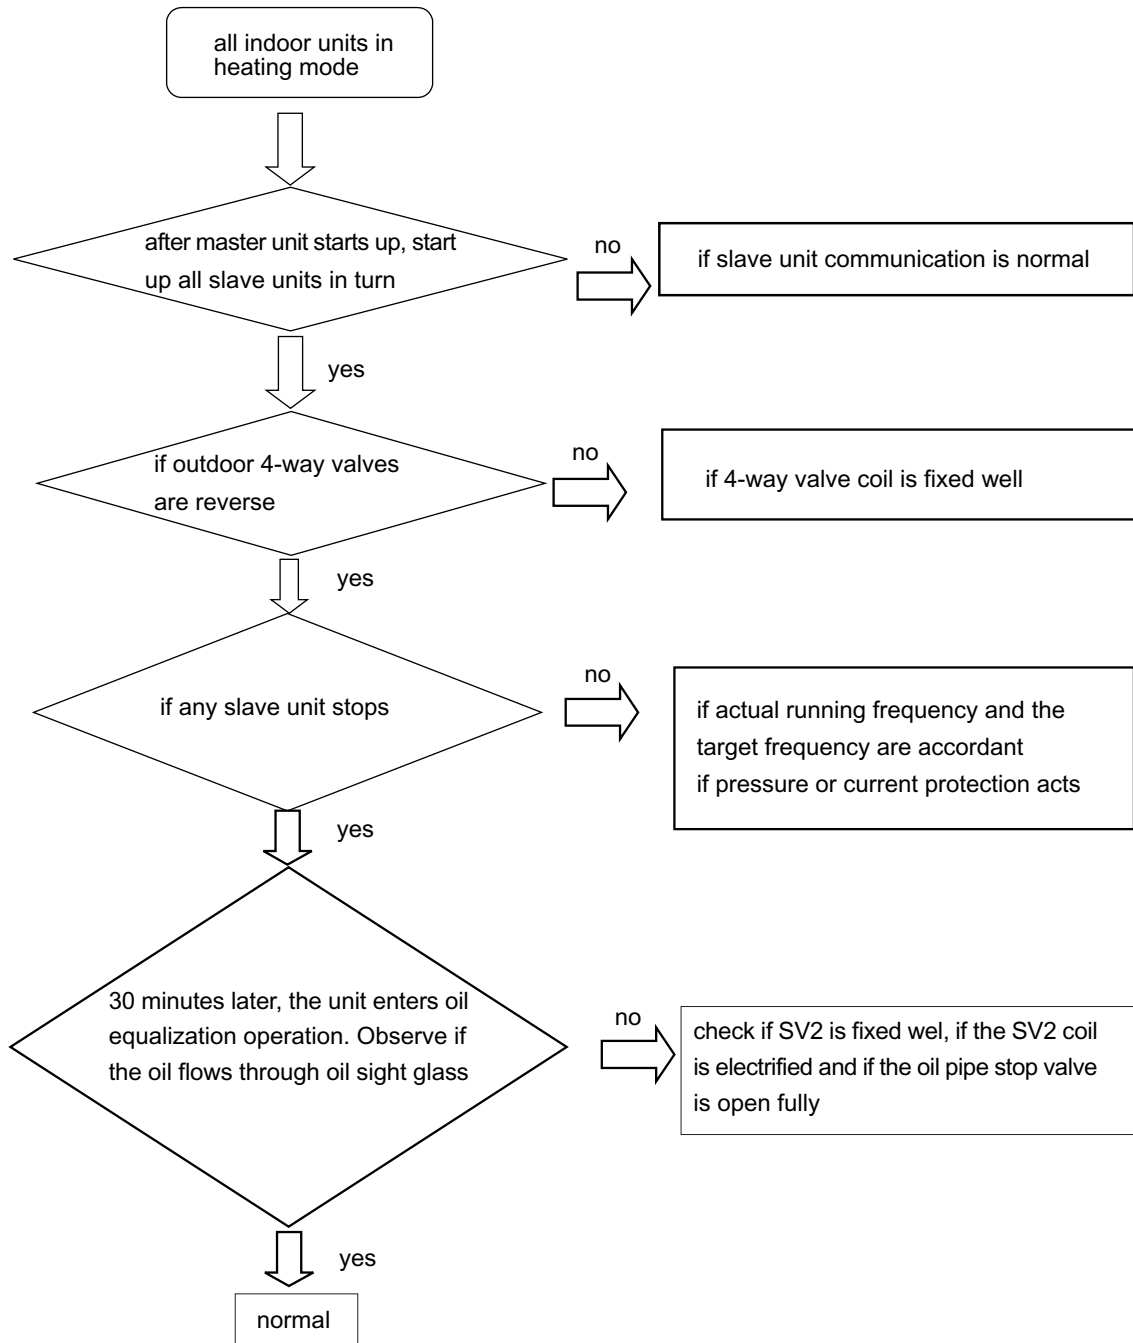 all indoor units in
heating mode
after master unit starts up, start
up all slave units in turn
no
if slave unit communication is normal
yes
if outdoor 4-way valves
are reverse
no
if 4-way valve coil is fixed well
yes
if any slave unit stops
no
if actual running frequency and the
target frequency are accordant
if pressure or current protection acts
yes
30 minutes later, the unit enters oil
equalization operation. Observe if
the oil flows through oil sight glass
no
check if SV2 is fixed wel, if the SV2 coil
is electrified and if the oil pipe stop valve
is open fully
yes
normal